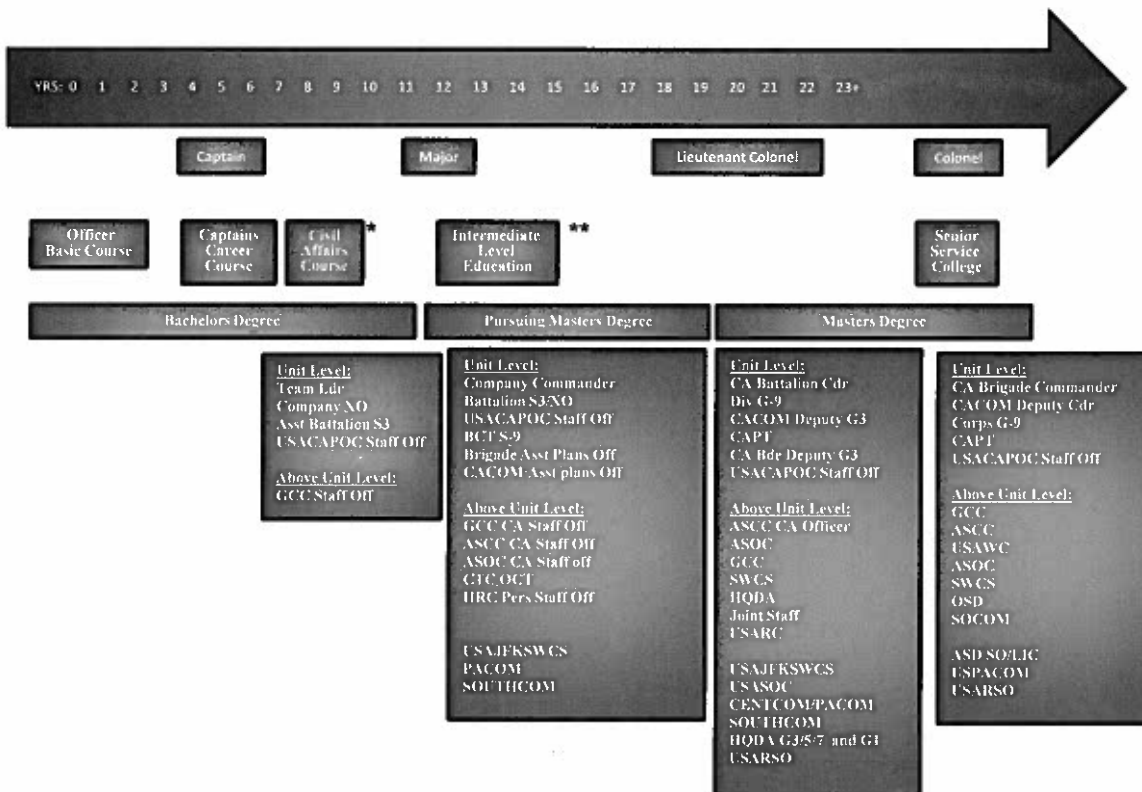 YRS: 0 1 2 3 4 5 6 7 8 9 10 11 12 13 14 15 16 17 18 19 20 21 22 23+
Captain
Major
Lieutenant Colonel
Colonel
Officer
Basic Course
Captains
Career
Course
Civil
Affairs
Course
*
Intermediate
Level
Education
**
Senior
Service
College
Bachelors Degree
Pursuing Masters Degree
Masters Degree
Unit Level:
Team Ldr
Company XO
Asst Battalion S3
USACAPOC Staff Off
Above Unit Level:
GCC Staff Off
Unit Level:
Company Commander
Battalion S3/XO
USACAPOC Staff Off
BCT S-9
Brigade Asst Plans Off
CACOM Asst plans Off
Above Unit Level:
GCC CA Staff Off
ASCC CA Staff Off
ASOC CA Staff off
CTC OCT
HRC Pers Staff Off
USAJFKSWCS
PACOM
SOUTHCOM
Unit Level:
CA Battalion Cdr
Div G-9
CACOM Deputy G3
CAPT
CA Bde Deputy G3
USACAPOC Staff Off
Above Unit Level:
ASCC CA Officer
ASOC
GCC
SWCS
HQDA
Joint Staff
USARC
USAJFKSWCS
USASOC
CENTCOM/PACOM
SOUTHCOM
HQDA G3/5/7 and G1
USARSO
Unit Level:
CA Brigade Commander
CACOM Deputy Cdr
Corps G-9
CAPT
USACAPOC Staff Off
Above Unit Level:
GCC
ASCC
USAWC
ASOC
SWCS
OSD
SOCOM
ASD SO/LIC
USPACOM
USARSO